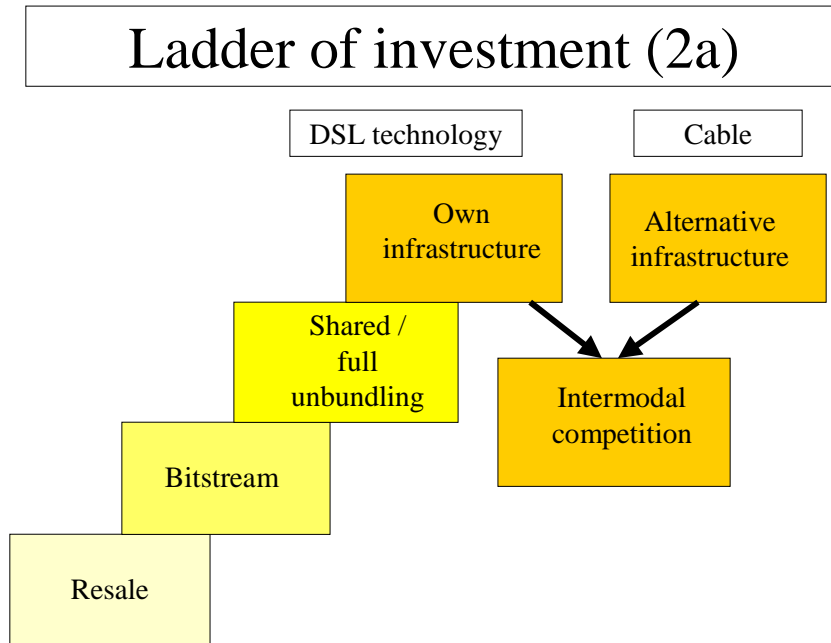 Ladder of investment (2a)
DSL technology
Cable
Own
infrastructure
Alternative
infrastructure
Shared /
full
unbundling
Intermodal
competition
Bitstream
Resale